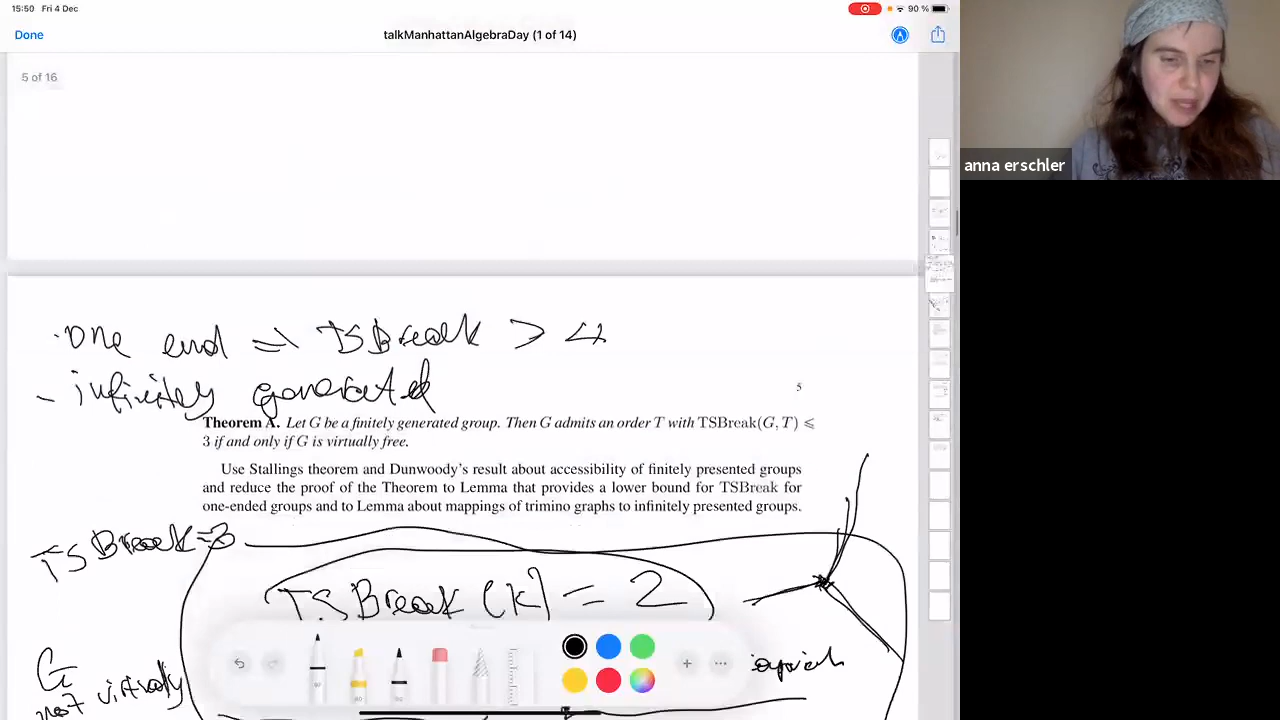 15:50 Fri 4 Dec
90 %
Done
talkManhattanAlgebraDay (1 of 14)
5 of 16
anna erschler
· one end => TSBreak > 4
- infinitely generated
5
Theorem A. Let G be a finitely generated group. Then G admits an order T with TSBreak(G, T) ⩽
3 if and only if G is virtually free.
Use Stallings theorem and Dunwoody's result about accessibility of finitely presented groups
and reduce the proof of the Theorem to Lemma that provides a lower bound for TSBreak for
one-ended groups and to Lemma about mappings of trimino graphs to infinitely presented groups.
TSBreak = 3
TSBreak (k) = 2
G
not virtually